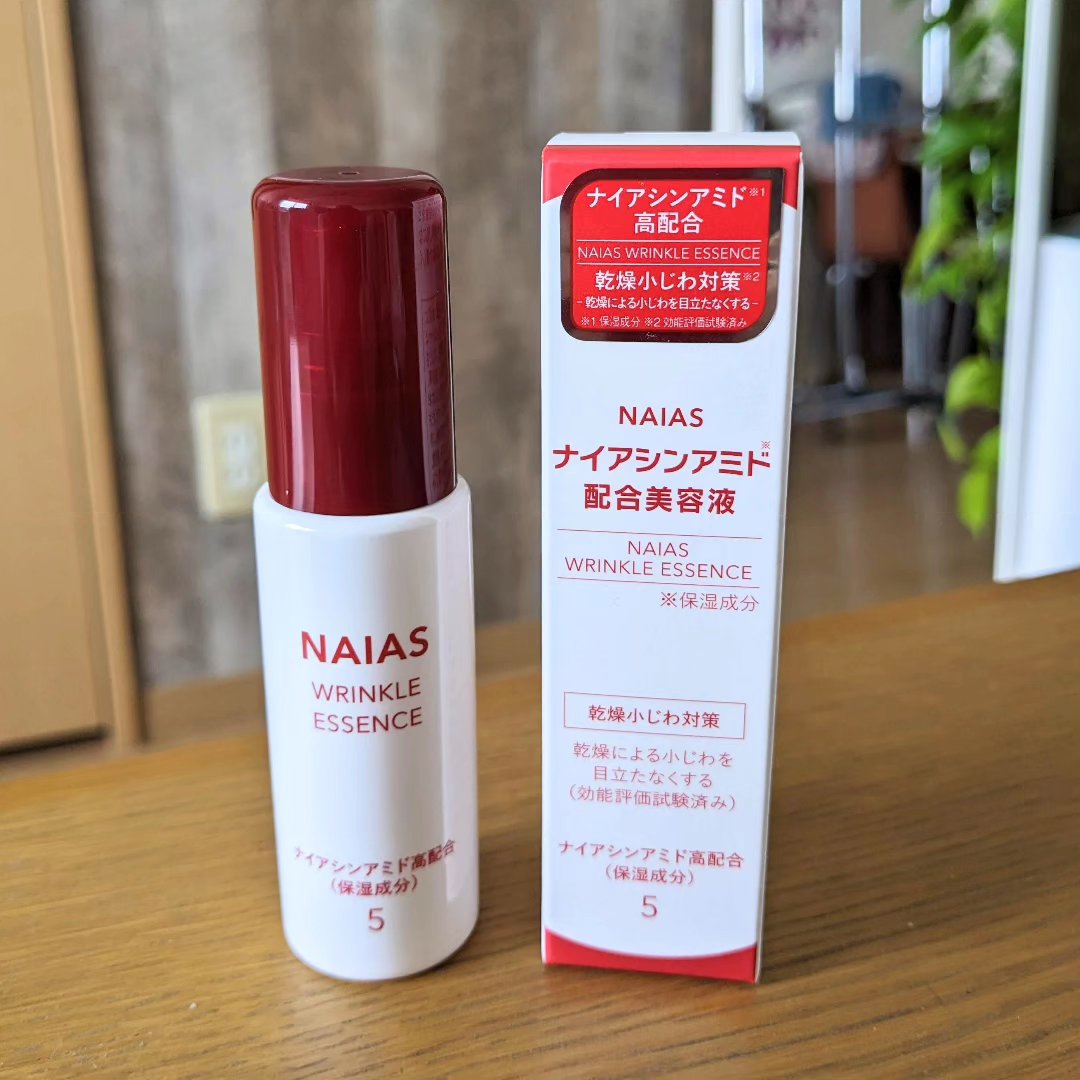 NAIAS
WRINKLE
ESSENCE
ナイアシンアミド高配合
(保湿成分)
5
ナイアシンアミド※1
高配合
NAIAS WRINKLE ESSENCE
乾燥小じわ対策※2
- 乾燥による小じわを目立たなくする -
※1 保湿成分 ※2 効能評価試験済み
NAIAS
ナイアシンアミド※
配合美容液
NAIAS
WRINKLE ESSENCE
※保湿成分
乾燥小じわ対策
乾燥による小じわを
目立たなくする
(効能評価試験済み)
ナイアシンアミド高配合
(保湿成分)
5